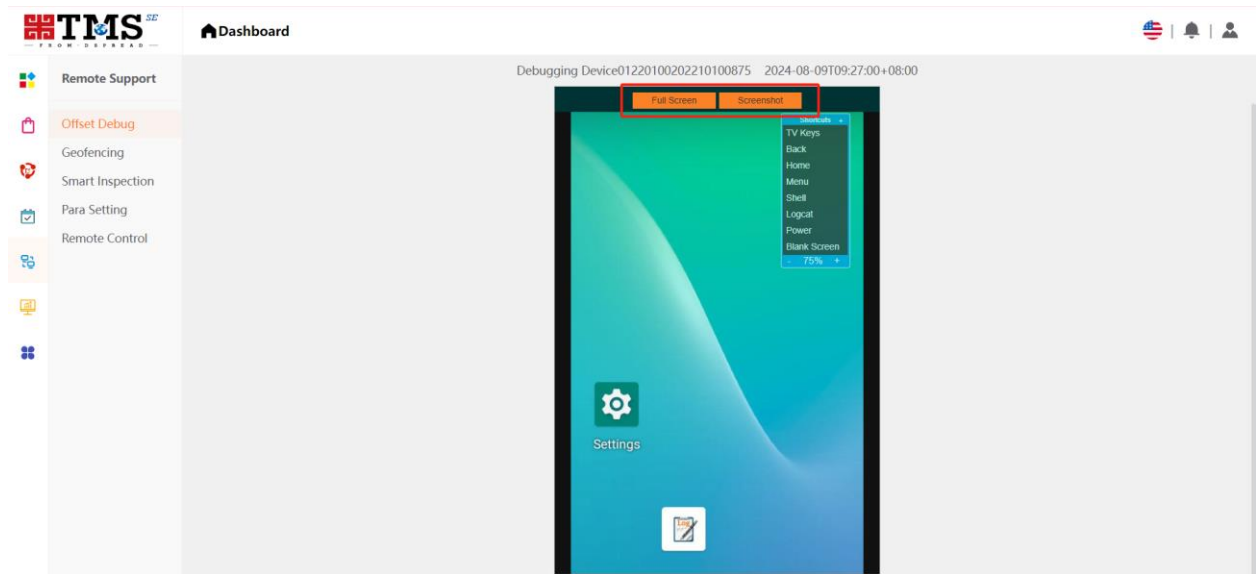 TMS SE
FROM DSPREAD
Dashboard
Remote Support
Offset Debug
Geofencing
Smart Inspection
Para Setting
Remote Control
Debugging Device01220100202210100875 2024-08-09T09:27:00+08:00
Full Screen Screenshot
Shortcuts
TV Keys
Back
Home
Menu
Shell
Logcat
Power
Blank Screen
- 75% +
Settings
Log